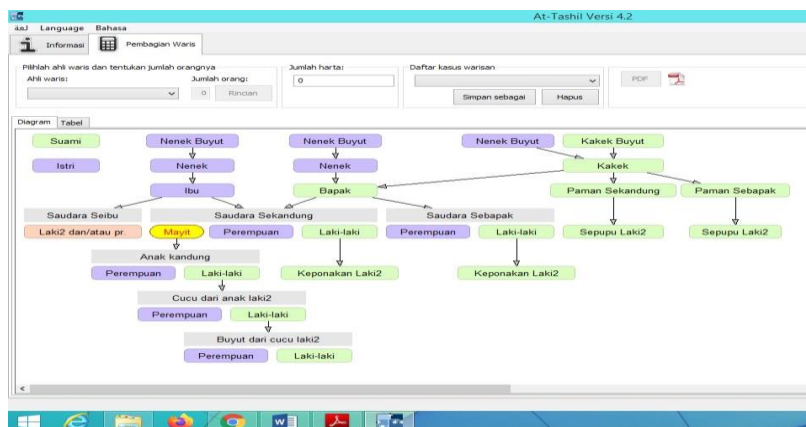 At-Tashil Versi 4.2
لغة Language Bahasa
Informasi Pembagian Waris
Pilihlah ahli waris dan tentukan jumlah orangnya Jumlah harta: Daftar kasus warisan
Ahli waris: Jumlah orang: 0 PDF
0 Rincian Simpan sebagai Hapus
Diagram Tabel
Suami Nenek Buyut Nenek Buyut Nenek Buyut Kakek Buyut
Istri Nenek Nenek Kakek
Ibu Bapak Paman Sekandung Paman Sebapak
Saudara Seibu Saudara Sekandung Saudara Sebapak
Laki2 dan/atau pr. Mayit Perempuan Laki-laki Perempuan Laki-laki Sepupu Laki2 Sepupu Laki2
Anak kandung
Perempuan Laki-laki Keponakan Laki2 Keponakan Laki2
Cucu dari anak laki2
Perempuan Laki-laki
Buyut dari cucu laki2
Perempuan Laki-laki